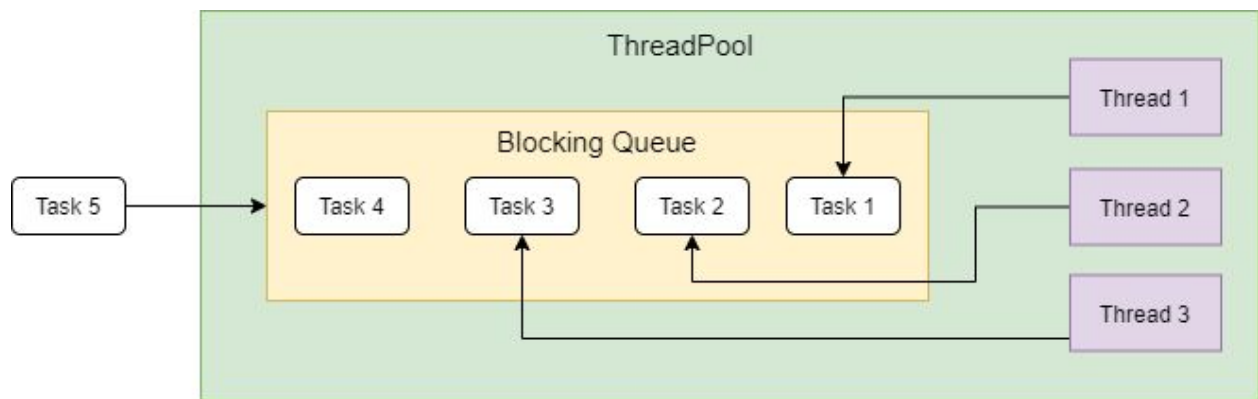 ThreadPool
Blocking Queue
Task 5
Task 4
Task 3
Task 2
Task 1
Thread 1
Thread 2
Thread 3